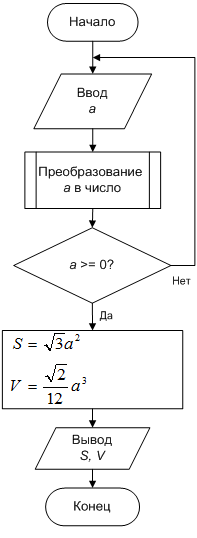 Начало
Ввод
a
Преобразование
a в число
a >= 0?
Нет
Да
S = √3a²
V = √2/12 a³
Вывод
S, V
Конец